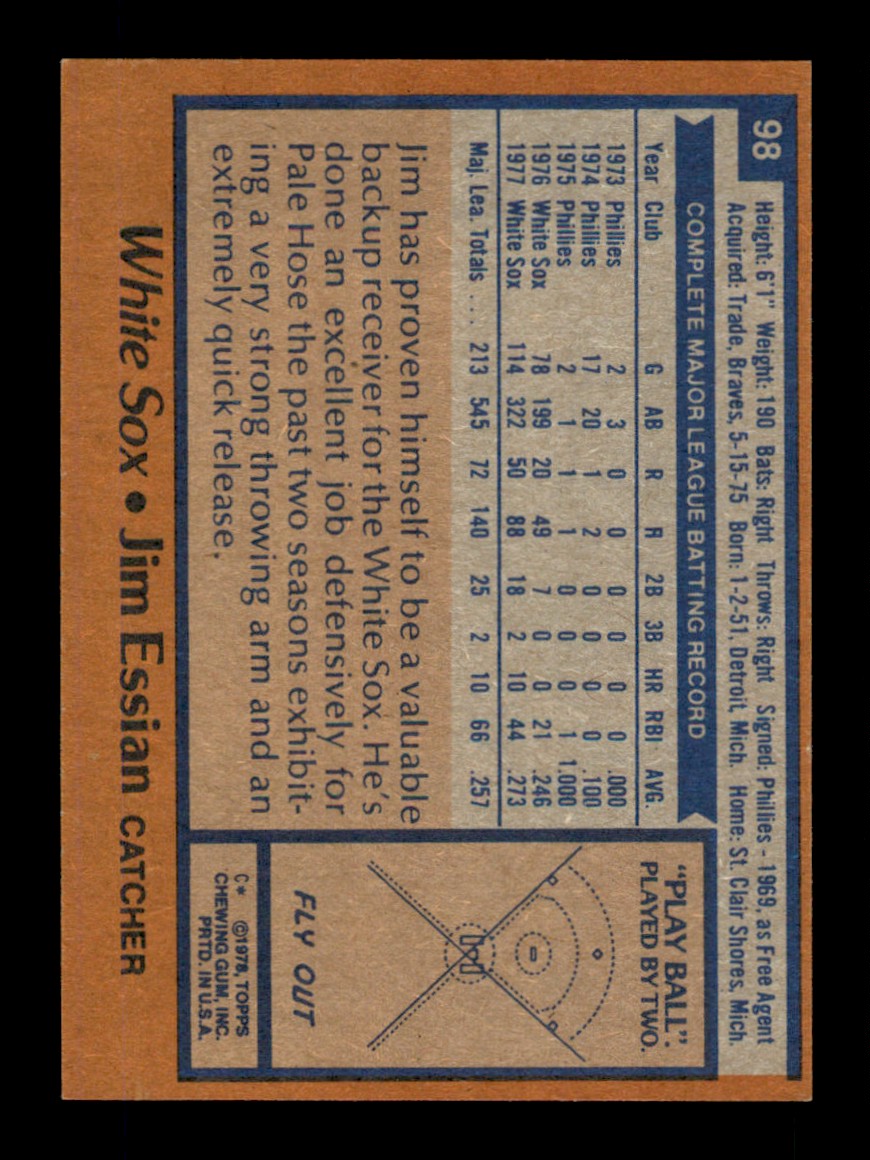 98
Height: 6'1" Weight: 190 Bats: Right Throws: Right Signed: Phillies - 1969, as Free Agent
Acquired: Trade, Braves, 5-15-75 Born: 1-2-51, Detroit, Mich. Home: St. Clair Shores, Mich.
COMPLETE MAJOR LEAGUE BATTING RECORD
Year Club G AB R H 2B 3B HR RBI AVG.
1973 Phillies 2 3 0 0 0 0 0 0 .000
1974 Phillies 17 20 1 2 0 0 0 0 .100
1975 Phillies 2 1 1 1 0 0 0 1 1.000
1976 White Sox 78 199 20 49 7 0 0 21 .246
1977 White Sox 114 322 50 88 18 2 10 44 .273
Maj. Lea. Totals ... 213 545 72 140 25 2 10 66 .257
Jim has proven himself to be a valuable
backup receiver for the White Sox. He's
done an excellent job defensively for
Pale Hose the past two seasons exhibit-
ing a very strong throwing arm and an
extremely quick release.
"PLAY BALL".
PLAYED BY TWO.
FLY OUT
C* ©1978, TOPPS
CHEWING GUM, INC.
PRTD. IN U.S.A.
White Sox • Jim Essian CATCHER